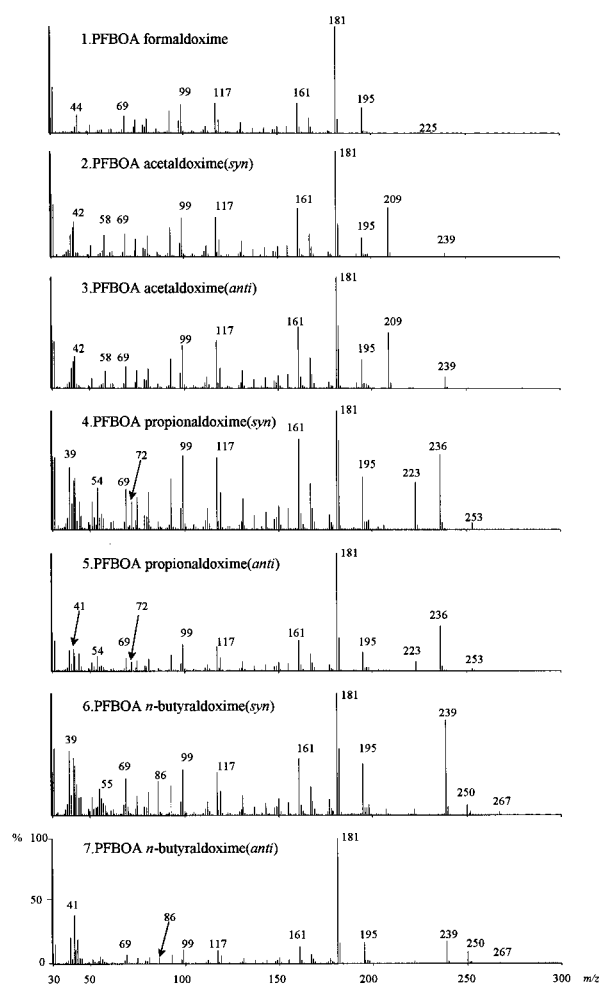 1.PFBOA formaldoxime
181
44 69 99 117 161 195 225
2.PFBOA acetaldoxime(syn)
181
42 58 69 99 117 161 195 209 239
3.PFBOA acetaldoxime(anti)
181
42 58 69 99 117 161 195 209 239
4.PFBOA propionaldoxime(syn)
181
39 54 69 72 99 117 161 195 223 236 253
5.PFBOA propionaldoxime(anti)
181
41 54 69 72 99 117 161 195 223 236 253
6.PFBOA n-butyraldoxime(syn)
181
39 55 69 86 99 117 161 195 239 250 267
% 100
7.PFBOA n-butyraldoxime(anti)
181
50
41 69 86 99 117 161 195 239 250 267
0
30 50 100 150 200 250 300 m/z